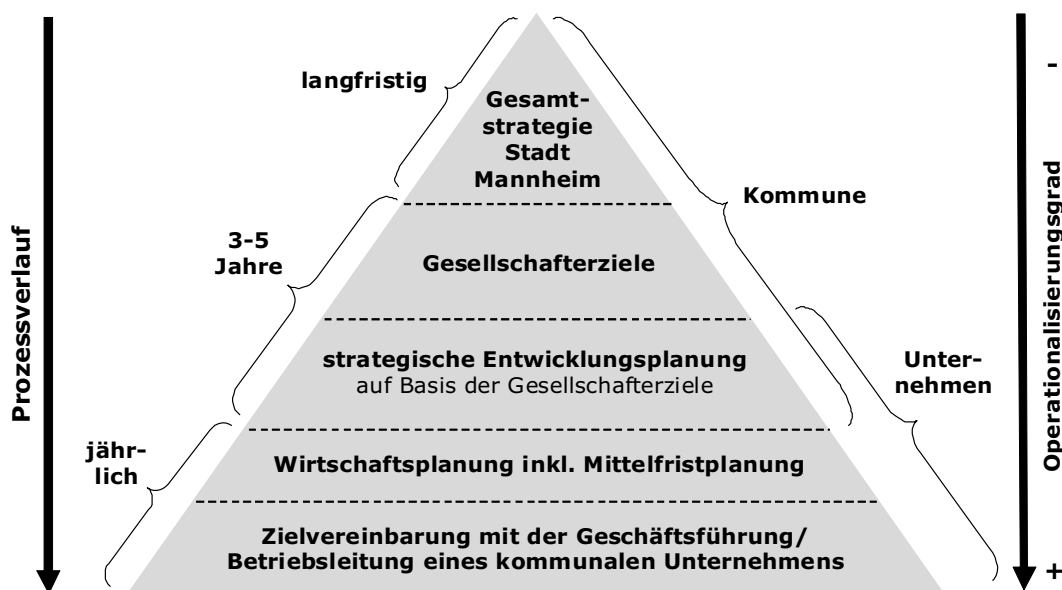 Prozessverlauf
langfristig
3-5
Jahre
jähr-
lich
Gesamt-
strategie
Stadt
Mannheim
Gesellschafterziele
strategische Entwicklungsplanung
auf Basis der Gesellschafterziele
Wirtschaftsplanung inkl. Mittelfristplanung
Zielvereinbarung mit der Geschäftsführung/
Betriebsleitung eines kommunalen Unternehmens
Kommune
Unter-
nehmen
-
Operationalisierungsgrad
+